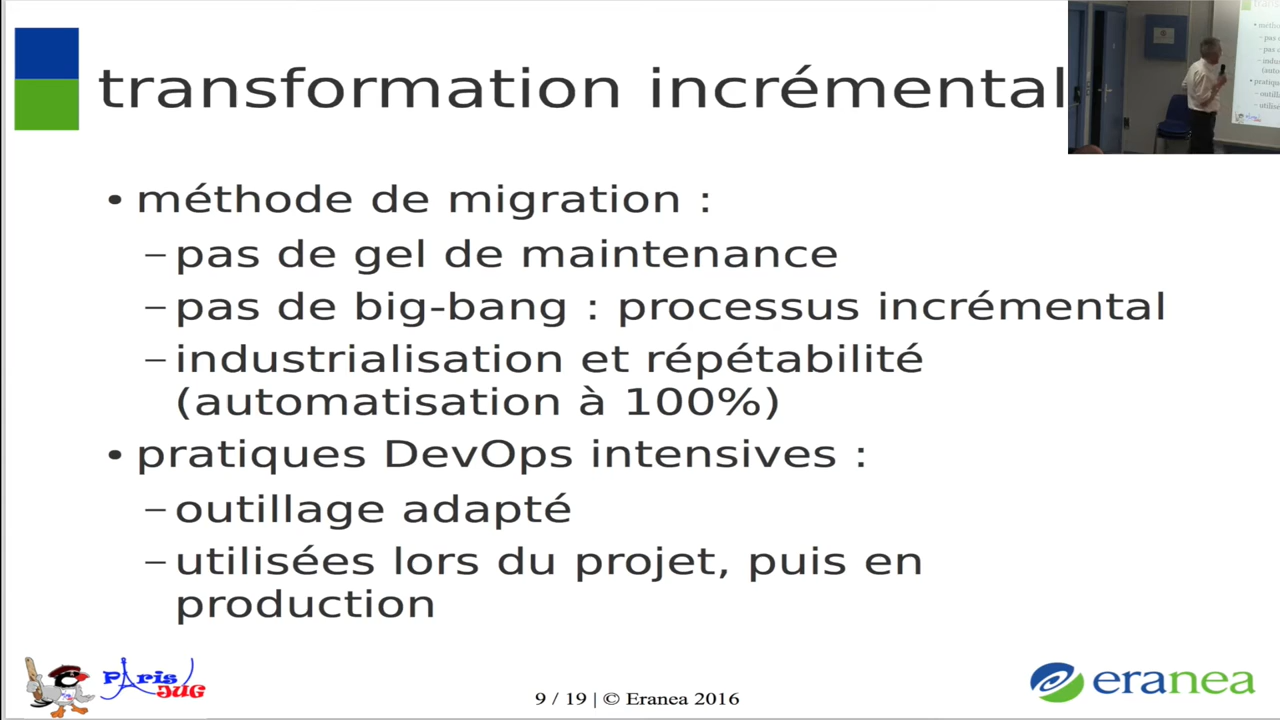 transformation incrémental
• méthode de migration :
– pas de gel de maintenance
– pas de big-bang : processus incrémental
– industrialisation et répétabilité
(automatisation à 100%)
• pratiques DevOps intensives :
– outillage adapté
– utilisées lors du projet, puis en
production
Paris
JUG
9 / 19 | © Eranea 2016
eranea